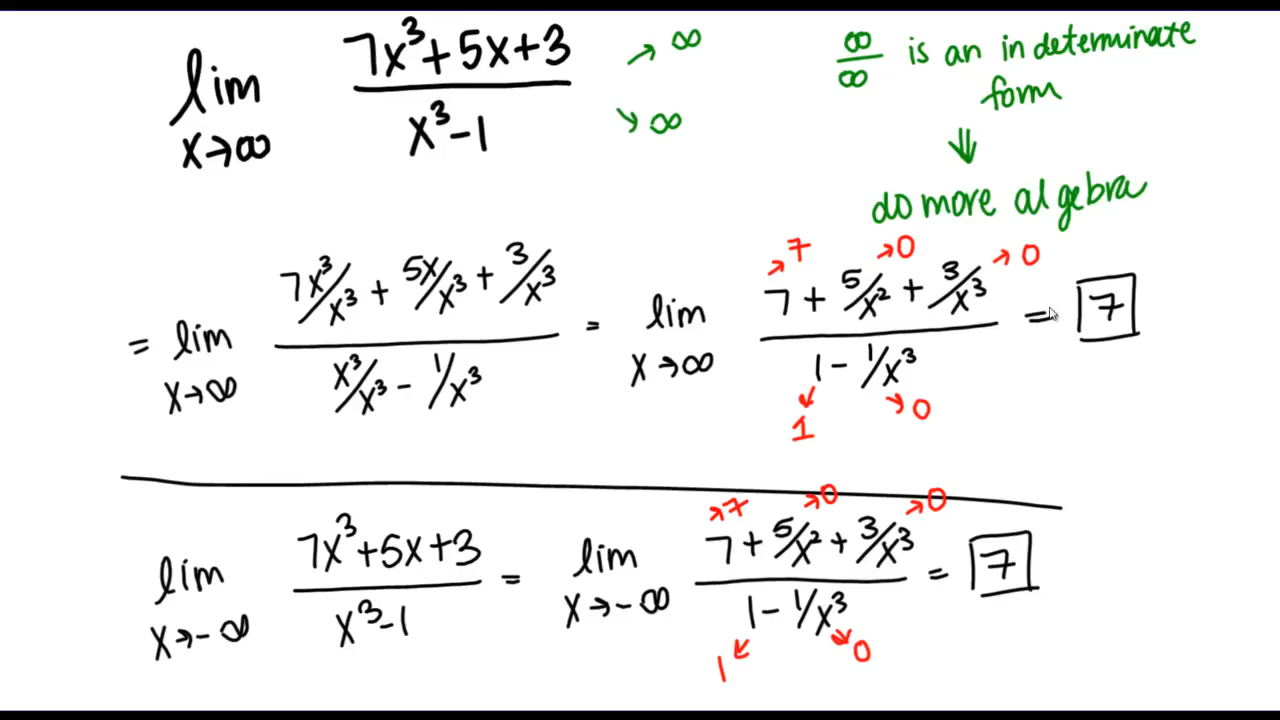 lim x→∞ (7x³+5x+3)/(x³-1) →∞ ↘∞
∞/∞ is an indeterminate
form
⇓
do more algebra
= lim x→∞ (7x³/x³ + 5x/x³ + 3/x³)/(x³/x³ - 1/x³) = lim x→∞ (7 + 5/x² + 3/x³)/(1 - 1/x³) = 7
→7 →0 →0
↙1 →0
lim x→-∞ (7x³+5x+3)/(x³-1) = lim x→-∞ (7 + 5/x² + 3/x³)/(1 - 1/x³) = 7
→7 →0 →0
1↙ ↘0